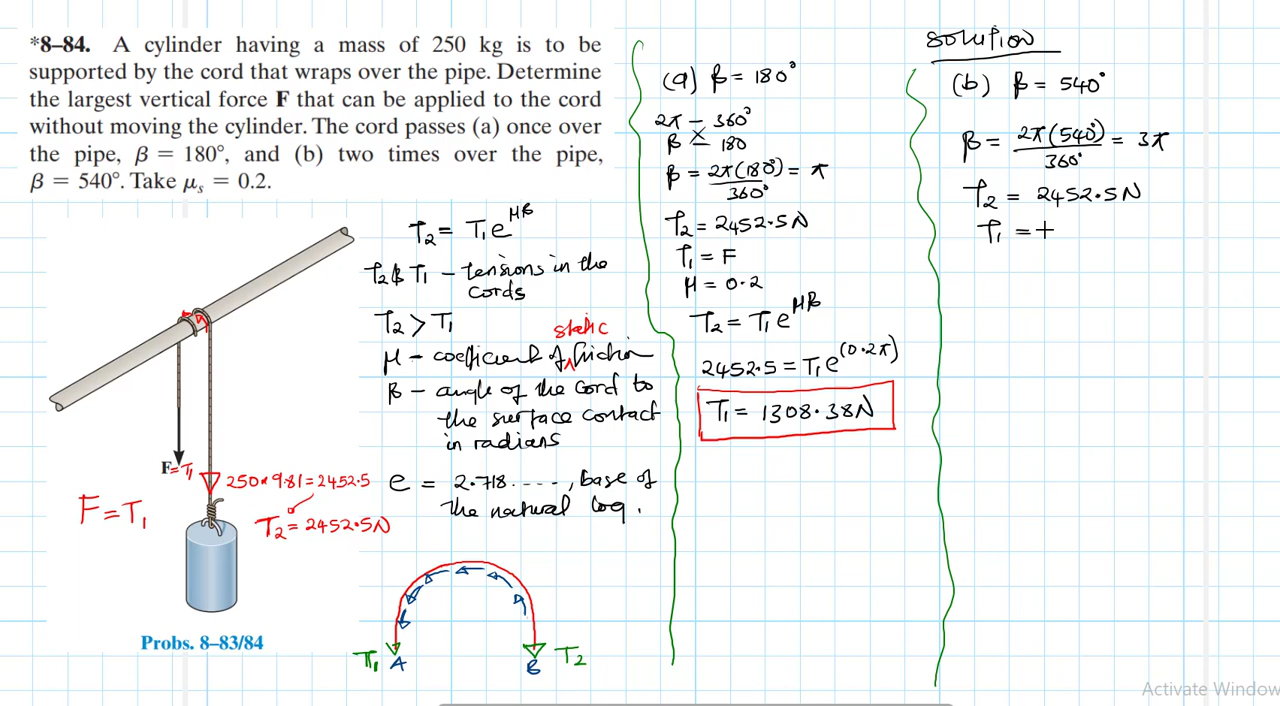 *8–84. A cylinder having a mass of 250 kg is to be
supported by the cord that wraps over the pipe. Determine
the largest vertical force F that can be applied to the cord
without moving the cylinder. The cord passes (a) once over
the pipe, β = 180°, and (b) two times over the pipe,
β = 540°. Take μs = 0.2.
F=T1
F = T1
250*9.81=2452.5
T2 = 2452.5N
Probs. 8–83/84
T2 = T1e^μβ
T2 & T1 – tensions in the
cords
T2 > T1
static
μ – coefficient of friction
β – angle of the cord to
the surface contact
in radians
e = 2.718...., base of
the natural log.
T1 A
B T2
(a) β = 180°
2π – 360°
β – 180
β = 2π(180°)/360° = π
T2 = 2452.5N
T1 = F
μ = 0.2
T2 = T1e^μβ
2452.5 = T1e^(0.2π)
T1 = 1308.38N
solution
(b) β = 540°
β = 2π(540°)/360° = 3π
T2 = 2452.5N
T1 = +
Activate Window